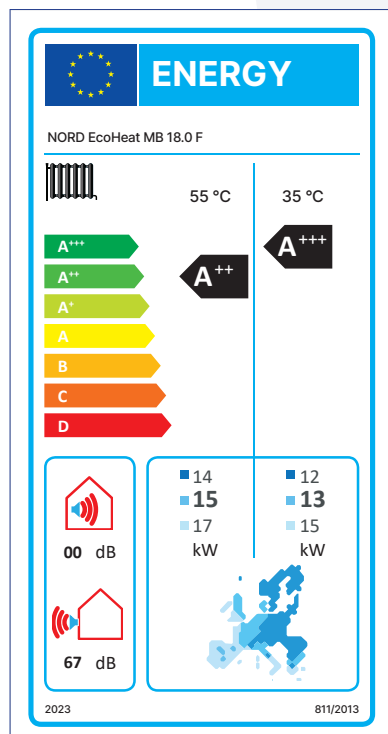 ENERGY
NORD EcoHeat MB 18.0 F
55 °C 35 °C
A+++
A++
A+
A
B
C
D
A++
A+++
14 12
15 13
17 15
kW kW
00 dB
67 dB
2023 811/2013